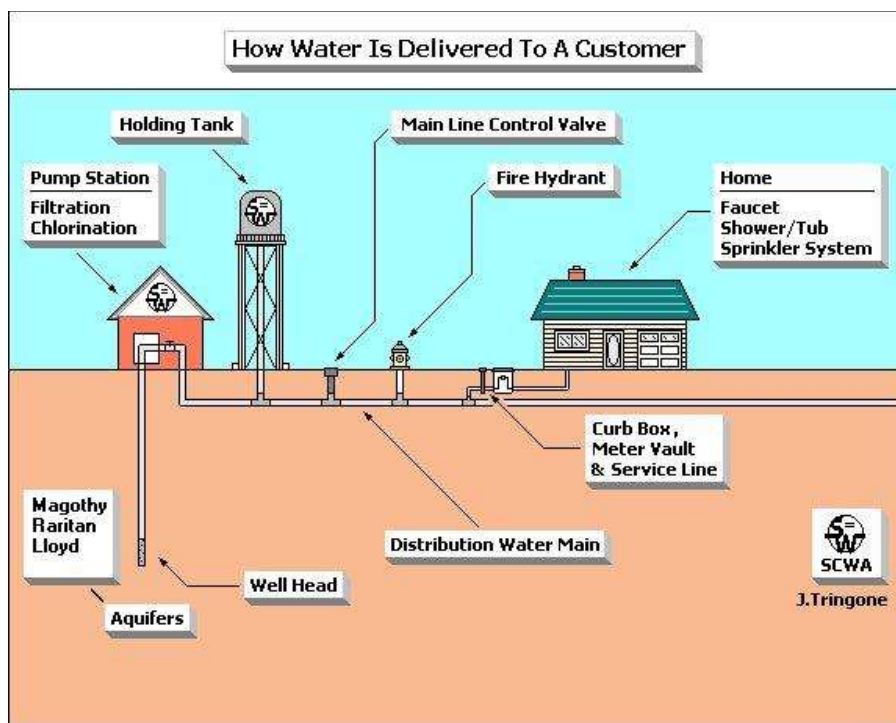 How Water Is Delivered To A Customer
Holding Tank
Main Line Control Valve
Pump Station
Filtration
Chlorination
Fire Hydrant
Home
Faucet
Shower/Tub
Sprinkler System
Curb Box,
Meter Vault
& Service Line
Magothy
Raritan
Lloyd
Distribution Water Main
Well Head
Aquifers
SCWA
J.Tringone